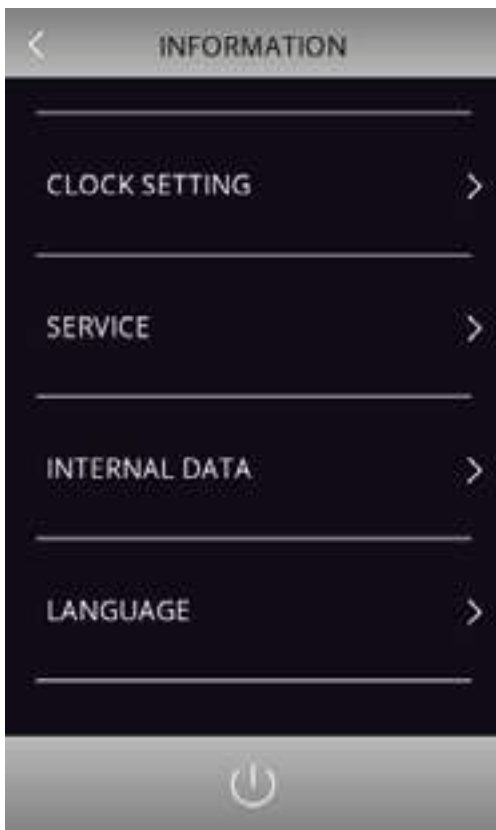 INFORMATION
CLOCK SETTING
SERVICE
INTERNAL DATA
LANGUAGE